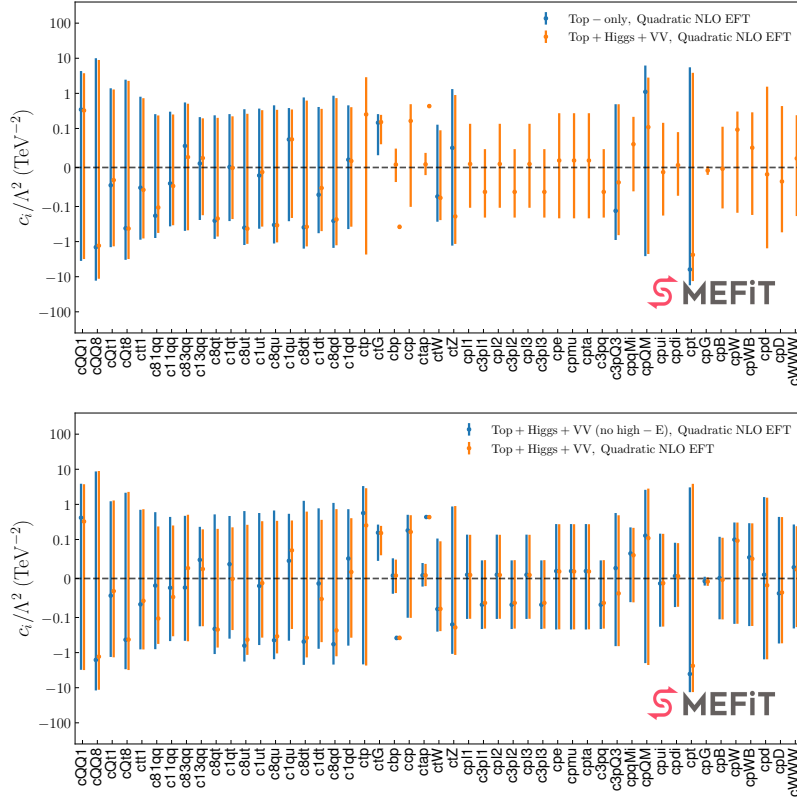 100
10
1
0.1
0
−0.1
−1
−10
−100
c_i/Λ² (TeV⁻²)
Top − only, Quadratic NLO EFT
Top + Higgs + VV, Quadratic NLO EFT
SMEFiT
cQQ1
cQQ8
cQt1
cQt8
ctt1
c81qq
c11qq
c83qq
c13qq
c8qt
c1qt
c8ut
c1ut
c8qu
c1qu
c8dt
c1dt
c8qd
c1qd
ctp
ctG
cbp
ccp
ctap
ctW
ctZ
cpl1
c3pl1
cpl2
c3pl2
cpl3
c3pl3
cpe
cpmu
cpta
c3pq
c3pQ3
cpqMi
cpQM
cpui
cpdi
cpt
cpG
cpB
cpW
cpWB
cpd
cpD
cWWW
100
10
1
0.1
0
−0.1
−1
−10
−100
c_i/Λ² (TeV⁻²)
Top + Higgs + VV (no high − E), Quadratic NLO EFT
Top + Higgs + VV, Quadratic NLO EFT
SMEFiT
cQQ1
cQQ8
cQt1
cQt8
ctt1
c81qq
c11qq
c83qq
c13qq
c8qt
c1qt
c8ut
c1ut
c8qu
c1qu
c8dt
c1dt
c8qd
c1qd
ctp
ctG
cbp
ccp
ctap
ctW
ctZ
cpl1
c3pl1
cpl2
c3pl2
cpl3
c3pl3
cpe
cpmu
cpta
c3pq
c3pQ3
cpqMi
cpQM
cpui
cpdi
cpt
cpG
cpB
cpW
cpWB
cpd
cpD
cWWW